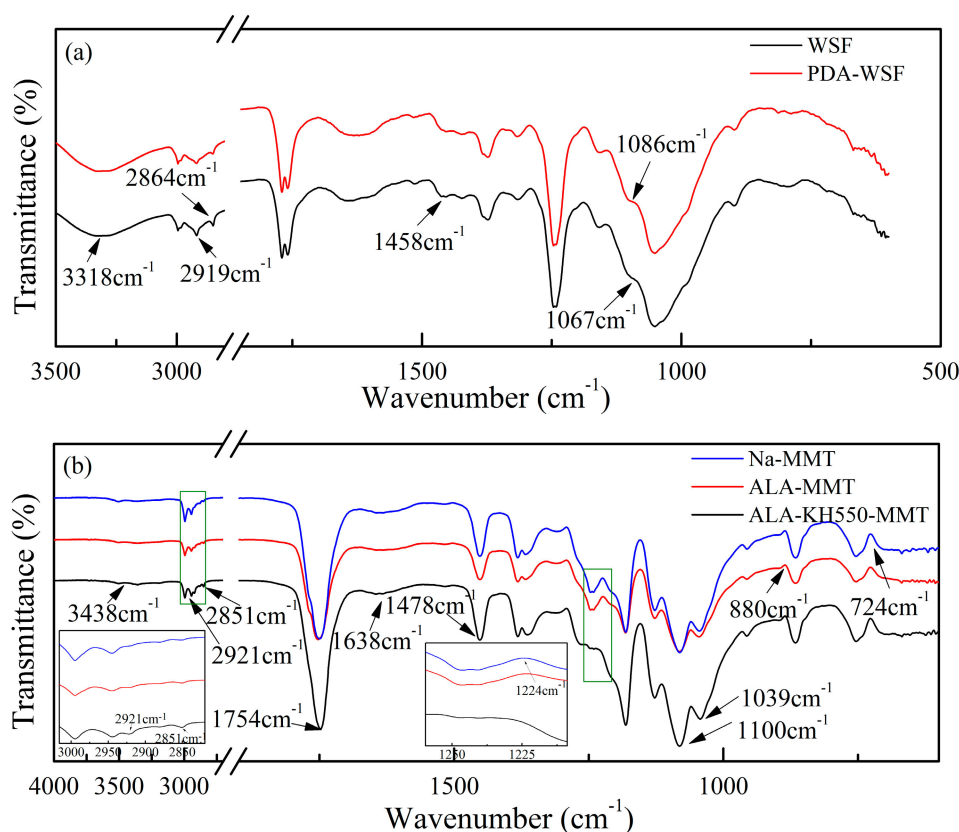 (a)
WSF
PDA-WSF
Transmittance (%)
2864cm-1
1086cm-1
3318cm-1
2919cm-1
1458cm-1
1067cm-1
3500
3000
1500
1000
500
Wavenumber (cm-1)
(b)
Na-MMT
ALA-MMT
ALA-KH550-MMT
Transmittance (%)
3438cm-1
2851cm-1
2921cm-1
1638cm-1
1478cm-1
880cm-1
724cm-1
1754cm-1
1039cm-1
1100cm-1
2921cm-1
2851cm-1
3000
2950
2900
2850
1224cm-1
1250
1225
4000
3500
3000
1500
1000
Wavenumber (cm-1)